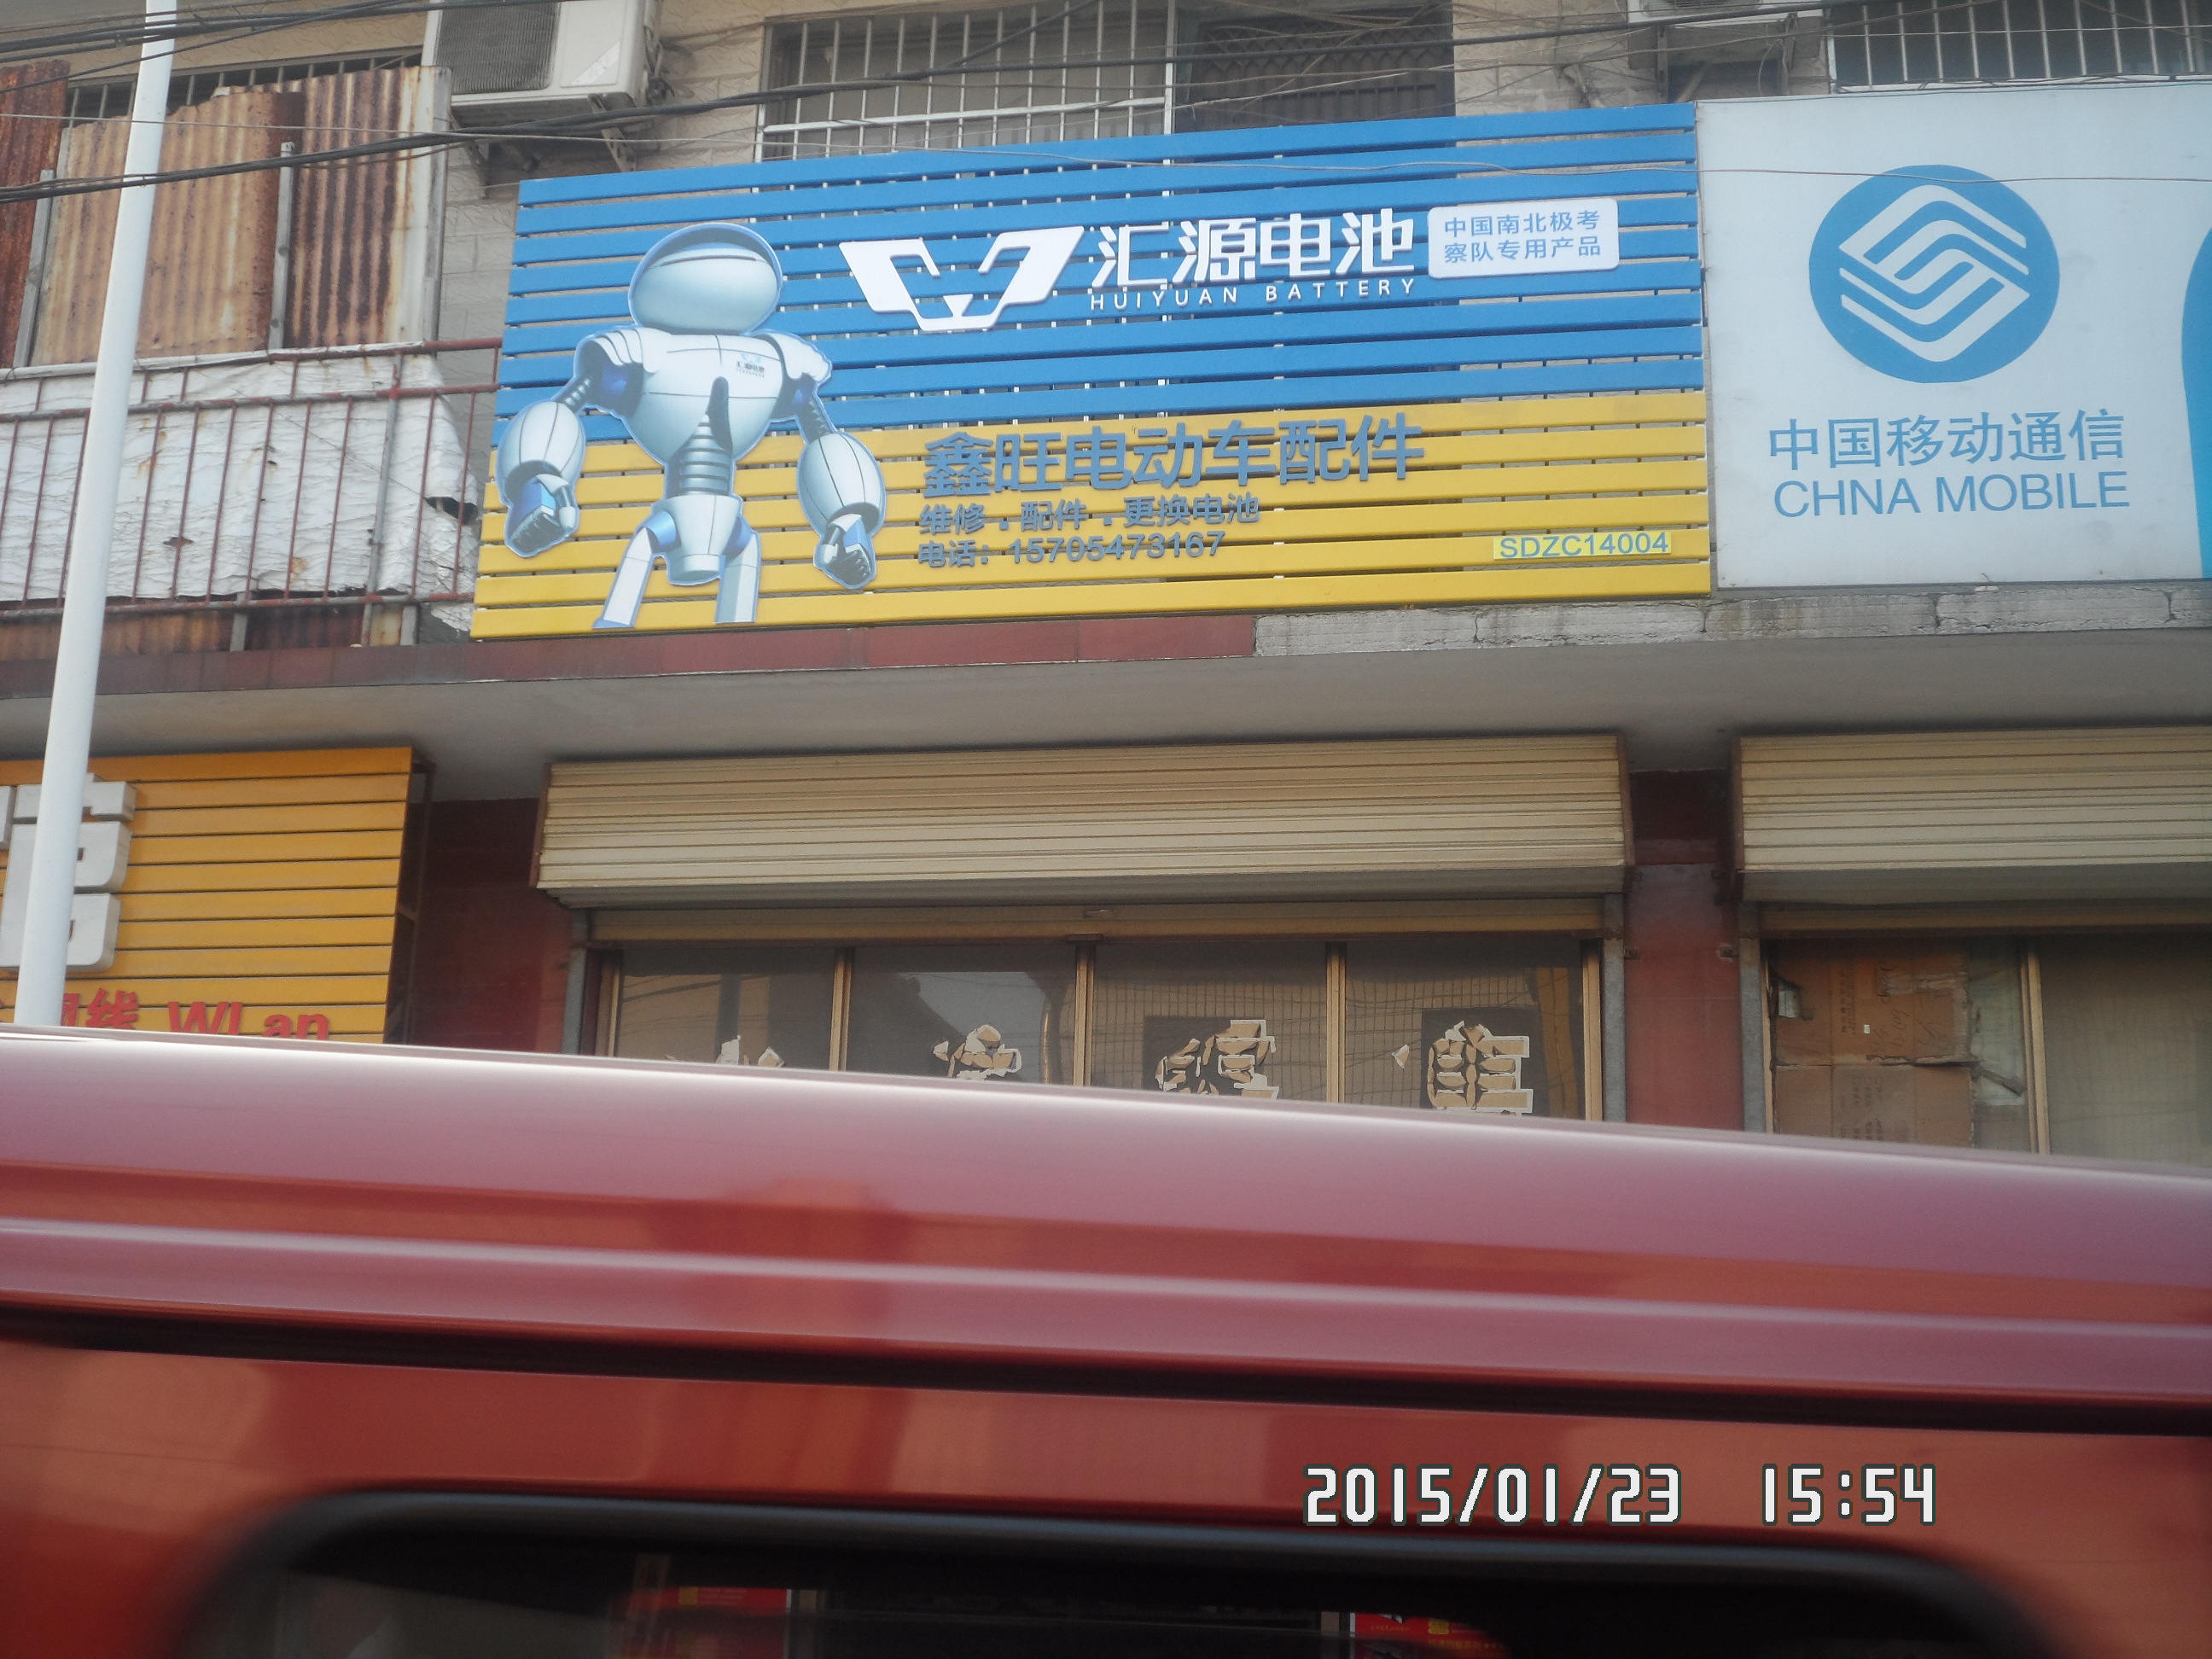 汇源电池
HUIYUAN BATTERY
中国南北极考
察队专用产品
鑫旺电动车配件
维修.配件.更换电池
电话：15705473167
SDZC14004
中国移动通信
CHNA MOBILE
WLan
2015/01/23 15:54